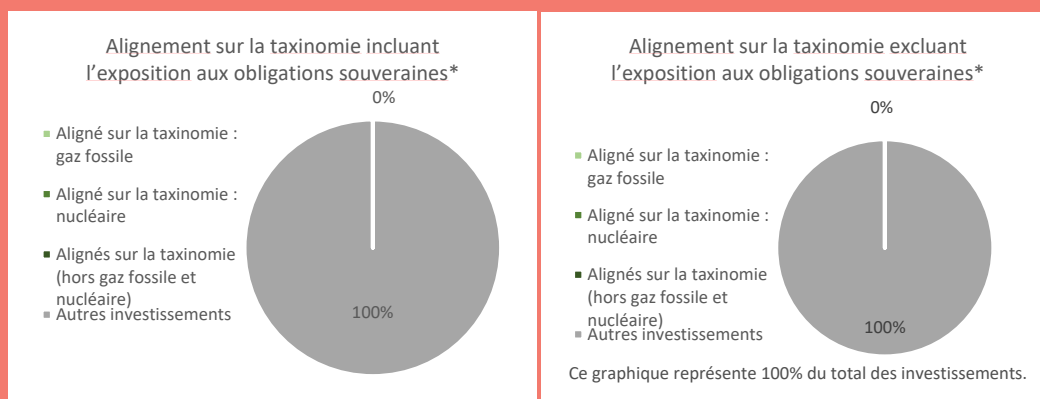 Alignement sur la taxinomie incluant
l'exposition aux obligations souveraines*
0%
Aligné sur la taxinomie :
gaz fossile
Aligné sur la taxinomie :
nucléaire
Alignés sur la taxinomie
(hors gaz fossile et
nucléaire)
Autres investissements
100%
Alignement sur la taxinomie excluant
l'exposition aux obligations souveraines*
0%
Aligné sur la taxinomie :
gaz fossile
Aligné sur la taxinomie :
nucléaire
Alignés sur la taxinomie
(hors gaz fossile et
nucléaire)
Autres investissements
100%
Ce graphique représente 100% du total des investissements.